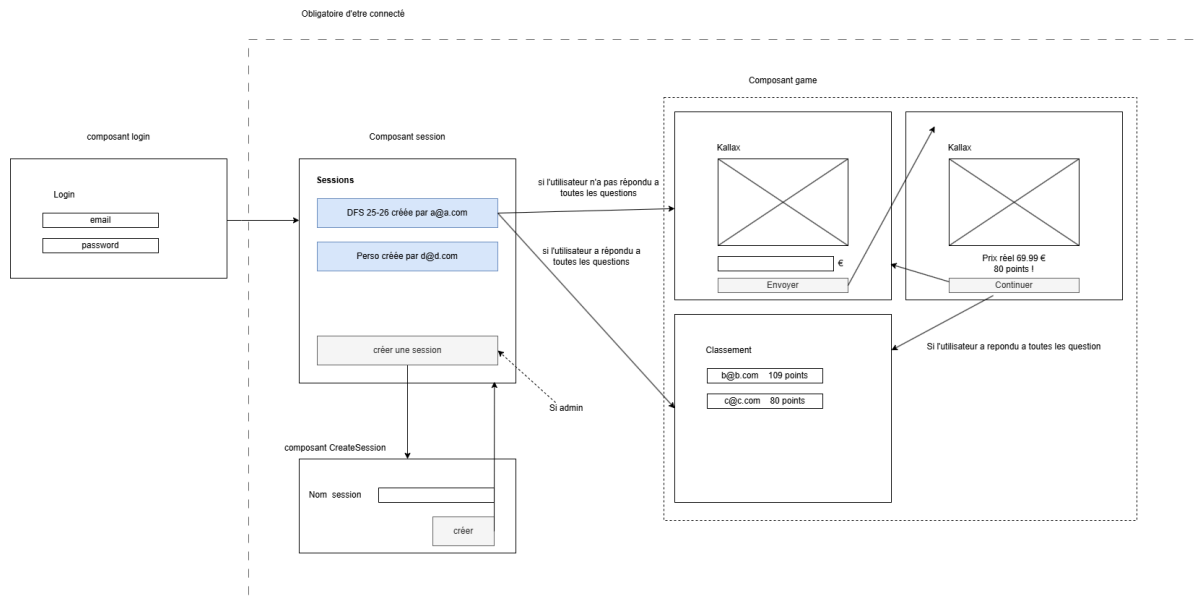 Obligatoire d'etre connecté
Composant game
composant login
Composant session
Login
email
password
Sessions
DFS 25-26 créée par a@a.com
Perso créée par d@d.com
créer une session
Si admin
si l'utilisateur n'a pas répondu a
toutes les questions
si l'utilisateur a répondu a
toutes les questions
Kallax
€
Envoyer
Kallax
Prix réel 69.99 €
80 points !
Continuer
Si l'utilisateur a repondu a toutes les question
Classement
b@b.com 109 points
c@c.com 80 points
composant CreateSession
Nom session
créer